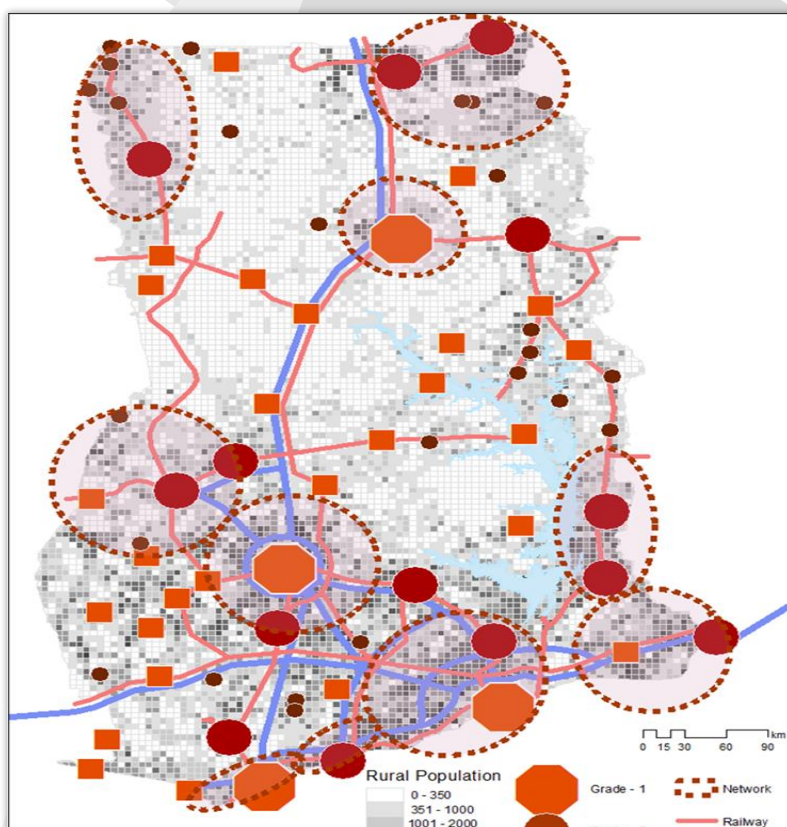 0 15 30 60 90 km
Rural Population
0 - 350
351 - 1000
1001 - 2000
Grade - 1
Network
Railway